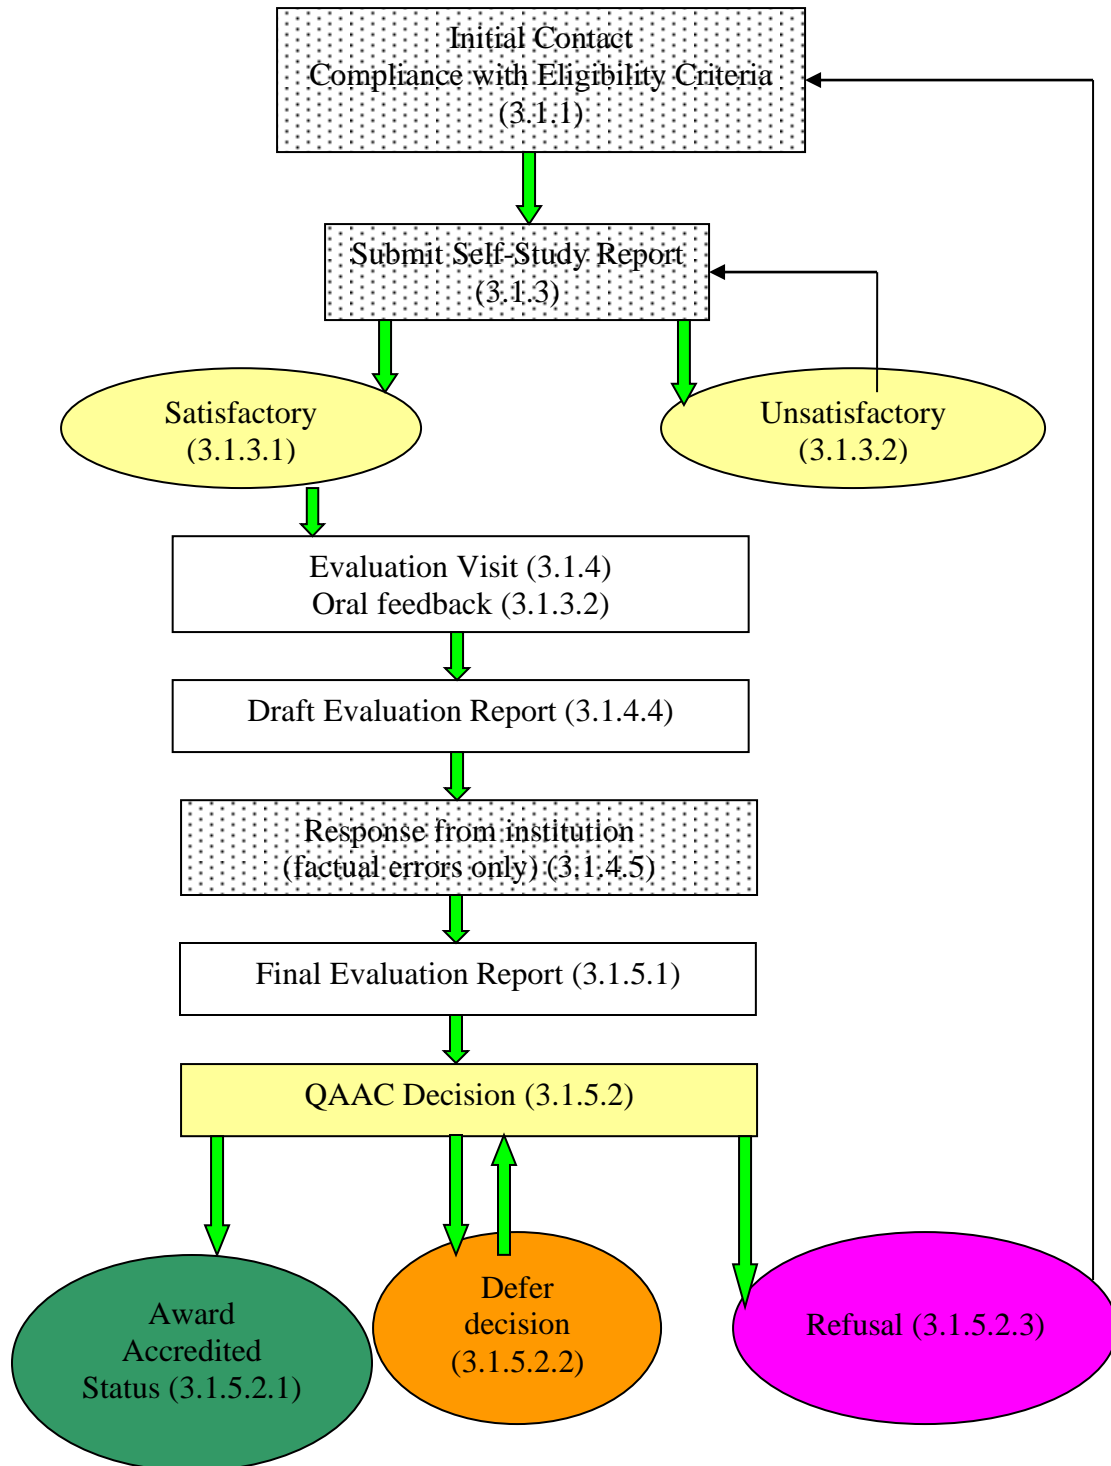 Initial Contact
Compliance with Eligibility Criteria
(3.1.1)
Submit Self-Study Report
(3.1.3)
Satisfactory
(3.1.3.1)
Unsatisfactory
(3.1.3.2)
Evaluation Visit (3.1.4)
Oral feedback (3.1.3.2)
Draft Evaluation Report (3.1.4.4)
Response from institution
(factual errors only) (3.1.4.5)
Final Evaluation Report (3.1.5.1)
QAAC Decision (3.1.5.2)
Award
Accredited
Status (3.1.5.2.1)
Defer
decision
(3.1.5.2.2)
Refusal (3.1.5.2.3)